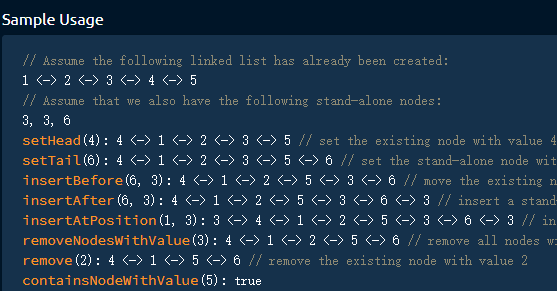 Sample Usage
// Assume the following linked list has already been created:
1 <-> 2 <-> 3 <-> 4 <-> 5
// Assume that we also have the following stand-alone nodes:
3, 3, 6
setHead(4): 4 <-> 1 <-> 2 <-> 3 <-> 5 // set the existing node with value 4
setTail(6): 4 <-> 1 <-> 2 <-> 3 <-> 5 <-> 6 // set the stand-alone node wit
insertBefore(6, 3): 4 <-> 1 <-> 2 <-> 5 <-> 3 <-> 6 // move the existing n
insertAfter(6, 3): 4 <-> 1 <-> 2 <-> 5 <-> 3 <-> 6 <-> 3 // insert a stand
insertAtPosition(1, 3): 3 <-> 4 <-> 1 <-> 2 <-> 5 <-> 3 <-> 6 <-> 3 // in
removeNodesWithValue(3): 4 <-> 1 <-> 2 <-> 5 <-> 6 // remove all nodes wi
remove(2): 4 <-> 1 <-> 5 <-> 6 // remove the existing node with value 2
containsNodeWithValue(5): true